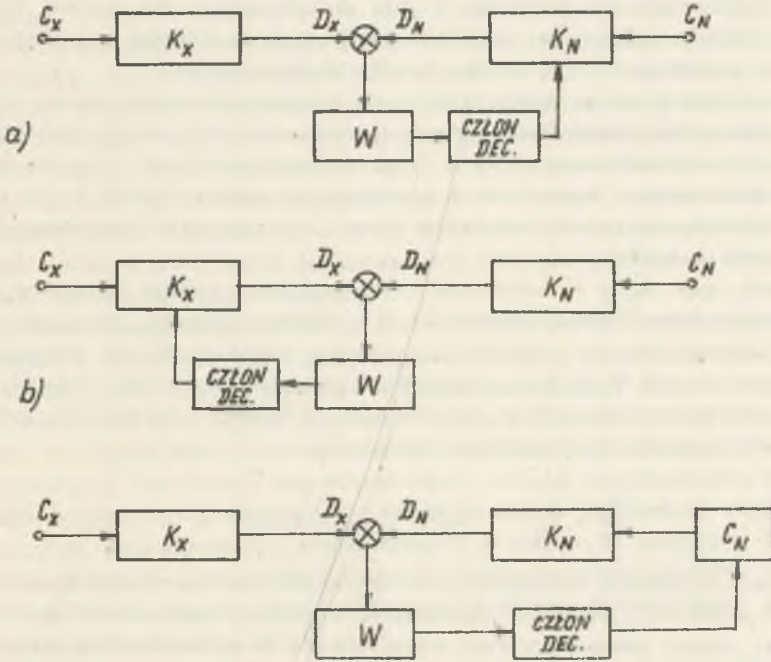 C_X K_X D_X D_N K_N C_N
a) W CZŁON
DEC.
C_X K_X D_X D_N K_N C_N
b) CZŁON
DEC. W
C_X K_X D_X D_N K_N C_N
W CZŁON
DEC.